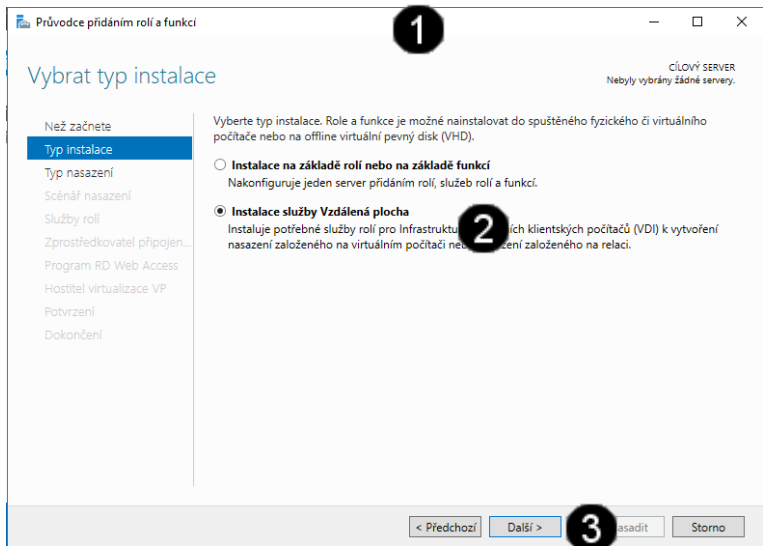 Průvodce přidáním rolí a funkcí
1
Vybrat typ instalace
CÍLOVÝ SERVER
Nebyly vybrány žádné servery.
Než začnete
Typ instalace
Typ nasazení
Scénář nasazení
Služby rolí
Zprostředkovatel připojen...
Program RD Web Access
Hostitel virtualizace VP
Potvrzení
Dokončení
Vyberte typ instalace. Role a funkce je možné nainstalovat do spuštěného fyzického či virtuálního
počítače nebo na offline virtuální pevný disk (VHD).
Instalace na základě rolí nebo na základě funkcí
Nakonfiguruje jeden server přidáním rolí, služeb rolí a funkcí.
Instalace služby Vzdálená plocha
Instaluje potřebné služby rolí pro 2 klientských počítačů (VDI) k vytvoření
nasazení založeného na virtuálním počítači založeného na relaci.
< Předchozí Další > 3 Storno